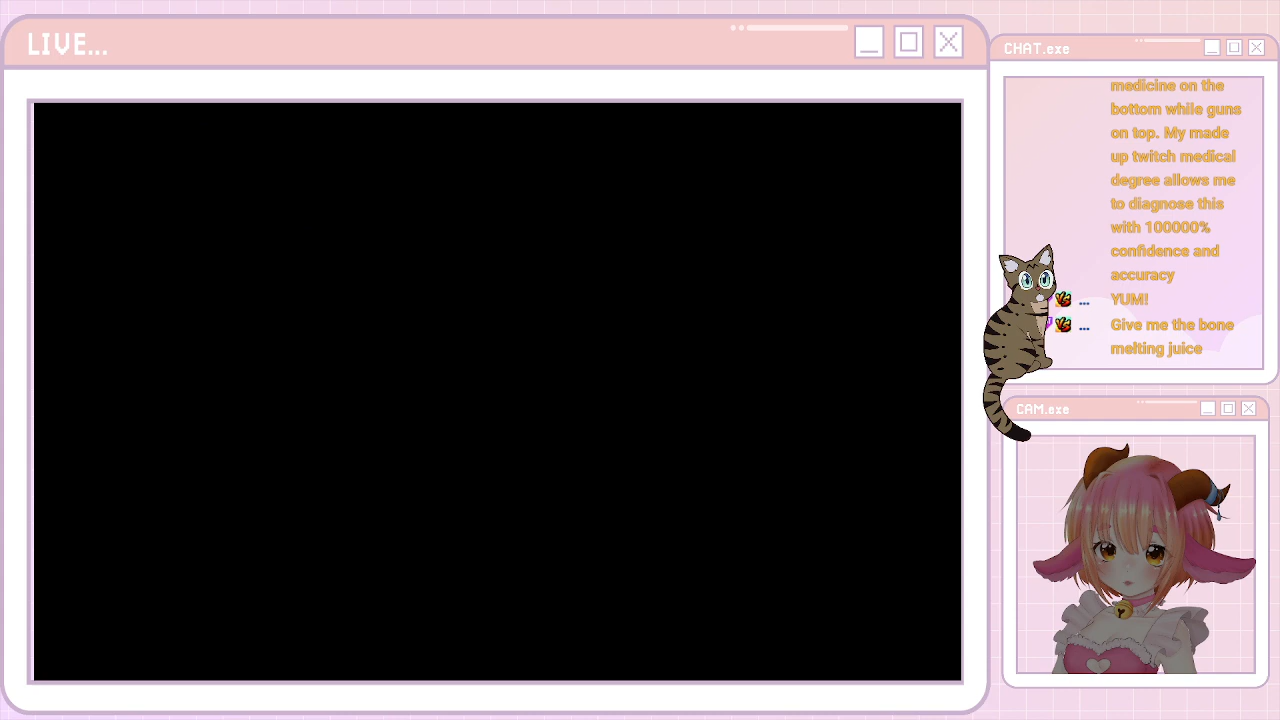 LIVE...
CHAT.exe
medicine on the
bottom while guns
on top. My made
up twitch medical
degree allows me
to diagnose this
with 100000%
confidence and
accuracy
... YUM!
... Give me the bone
melting juice
CAM.exe